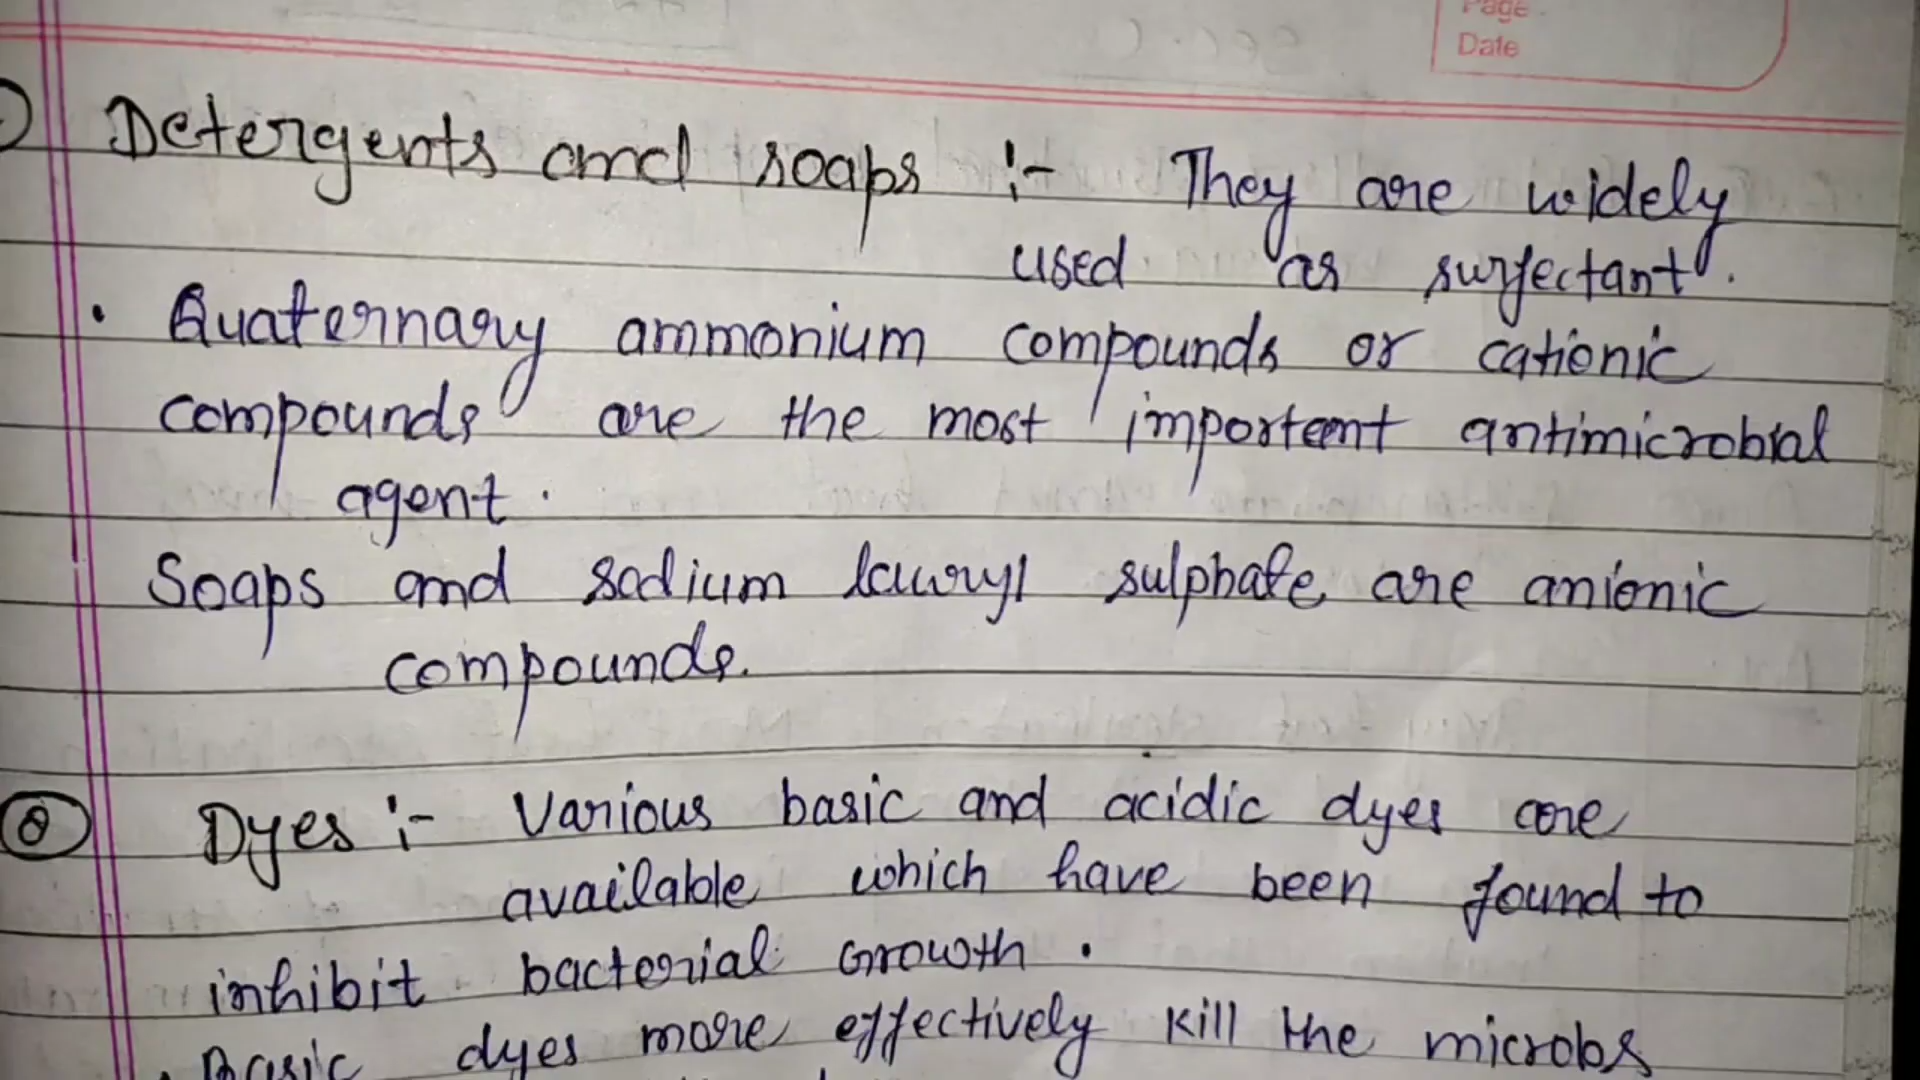 Page
Date
Detergents and soaps :- They are widely
used as surfectant.
• Quaternary ammonium compounds or cationic
compounds are the most important antimicrobial
agent.
Soaps and sodium lauryl sulphate are anionic
compounds.
8 Dyes :- Various basic and acidic dyes are
available which have been found to
inhibit bacterial Growth.
• Basic dyes more effectively kill the microbs